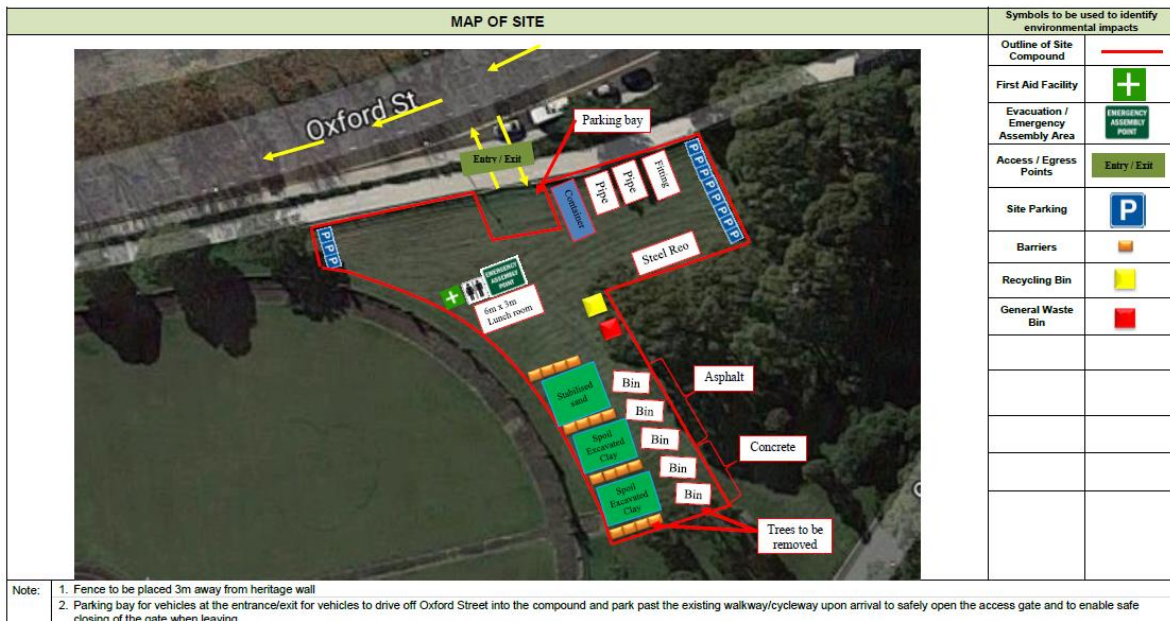 MAP OF SITE
Symbols to be used to identify
environmental impacts
Outline of Site
Compound
First Aid Facility
Evacuation /
Emergency
Assembly Area
EMERGENCY
ASSEMBLY
POINT
Access / Egress
Points
Entry / Exit
Site Parking
P
Barriers
Recycling Bin
General Waste
Bin
Oxford St
Parking bay
Entry / Exit
Container
Pipe
Pipe
Fitting
P
P
P
P
P
P
P
P
P
P
P
Steel Reo
EMERGENCY
ASSEMBLY
POINT
6m x 3m
Lunch room
Stabilised
sand
Bin
Asphalt
Bin
Spoil
Excavated
Clay
Bin
Concrete
Bin
Spoil
Excavated
Clay
Bin
Trees to be
removed
Note:
1. Fence to be placed 3m away from heritage wall
2. Parking bay for vehicles at the entrance/exit for vehicles to drive off Oxford Street into the compound and park past the existing walkway/cycleway upon arrival to safely open the access gate and to enable safe
closing of the gate when leaving